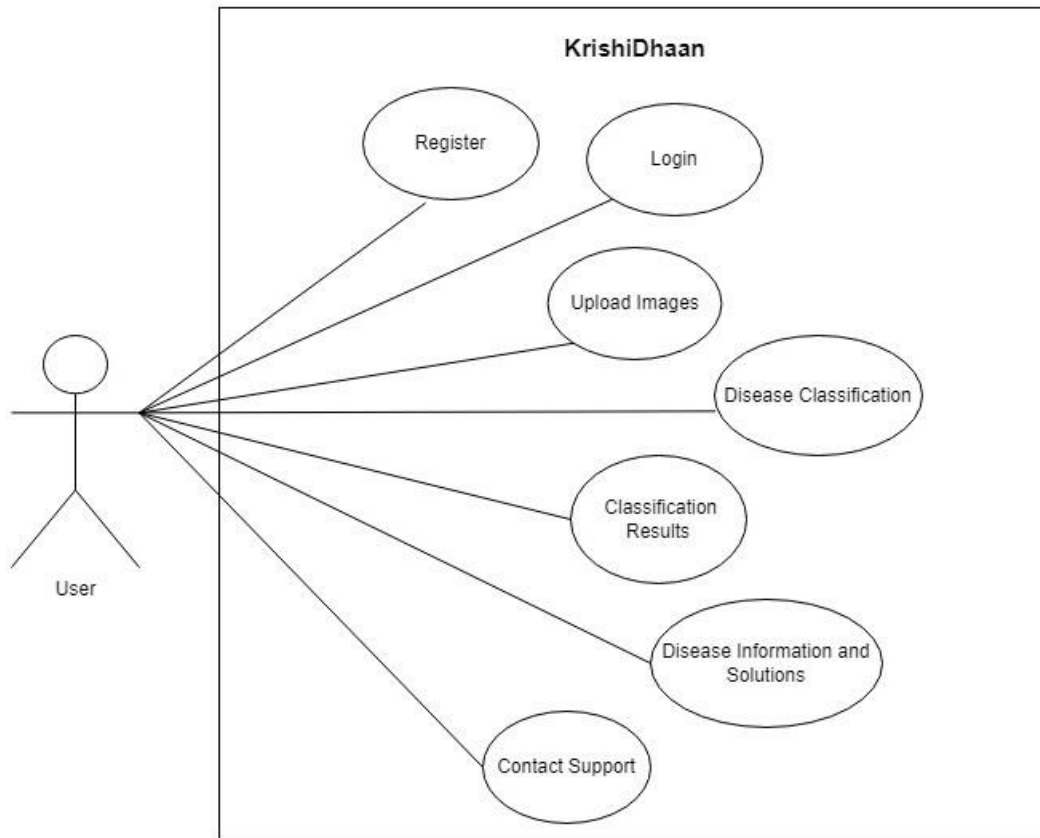 KrishiDhaan
Register
Login
Upload Images
Disease Classification
Classification
Results
User
Disease Information and
Solutions
Contact Support